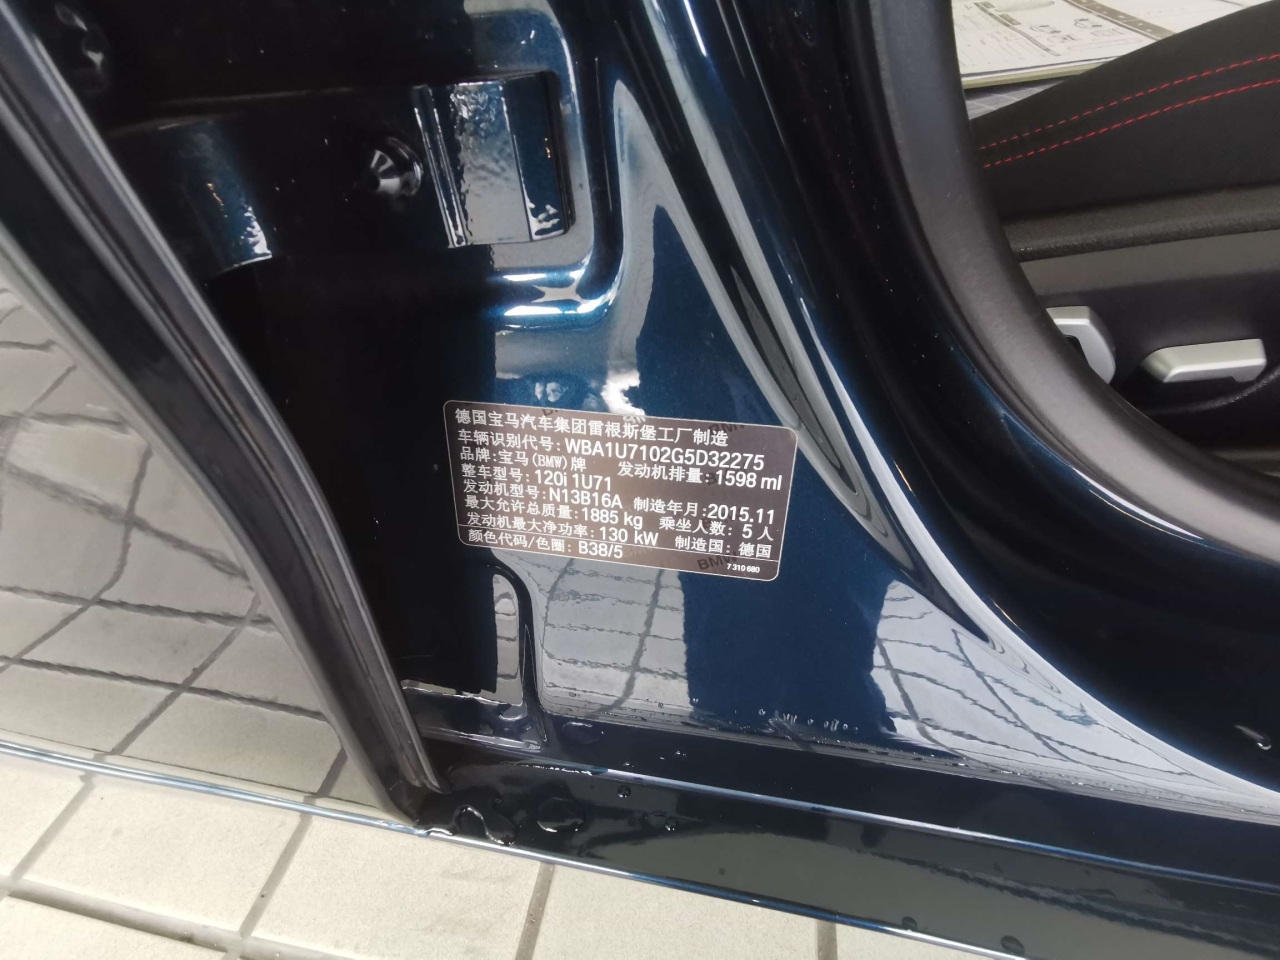 德国宝马汽车集团雷根斯堡工厂制造
车辆识别代号: WBA1U7102G5D32275
品牌: 宝马(BMW)牌 发动机排量: 1598 ml
整车型号: 120i 1U71
发动机型号: N13B16A 制造年月: 2015.11
最大允许总质量: 1885 kg 乘坐人数: 5 人
发动机最大净功率: 130 kW 制造国: 德国
颜色代码/色圈: B38/5
7 310 680